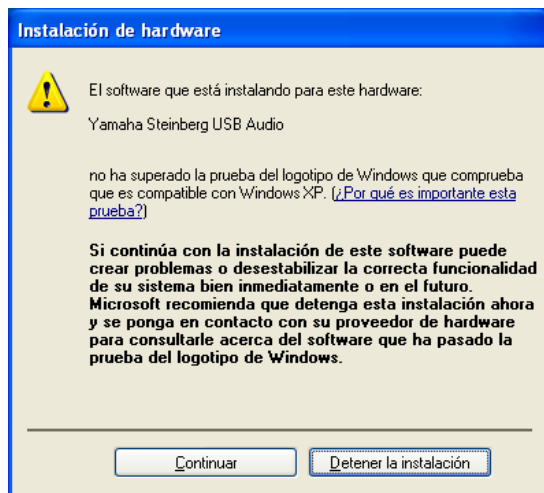 Instalación de hardware
El software que está instalando para este hardware:
Yamaha Steinberg USB Audio
no ha superado la prueba del logotipo de Windows que comprueba
que es compatible con Windows XP. (¿Por qué es importante esta
prueba?)
Si continúa con la instalación de este software puede
crear problemas o desestabilizar la correcta funcionalidad
de su sistema bien inmediatamente o en el futuro.
Microsoft recomienda que detenga esta instalación ahora
y se ponga en contacto con su proveedor de hardware
para consultarle acerca del software que ha pasado la
prueba del logotipo de Windows.
Continuar Detener la instalación